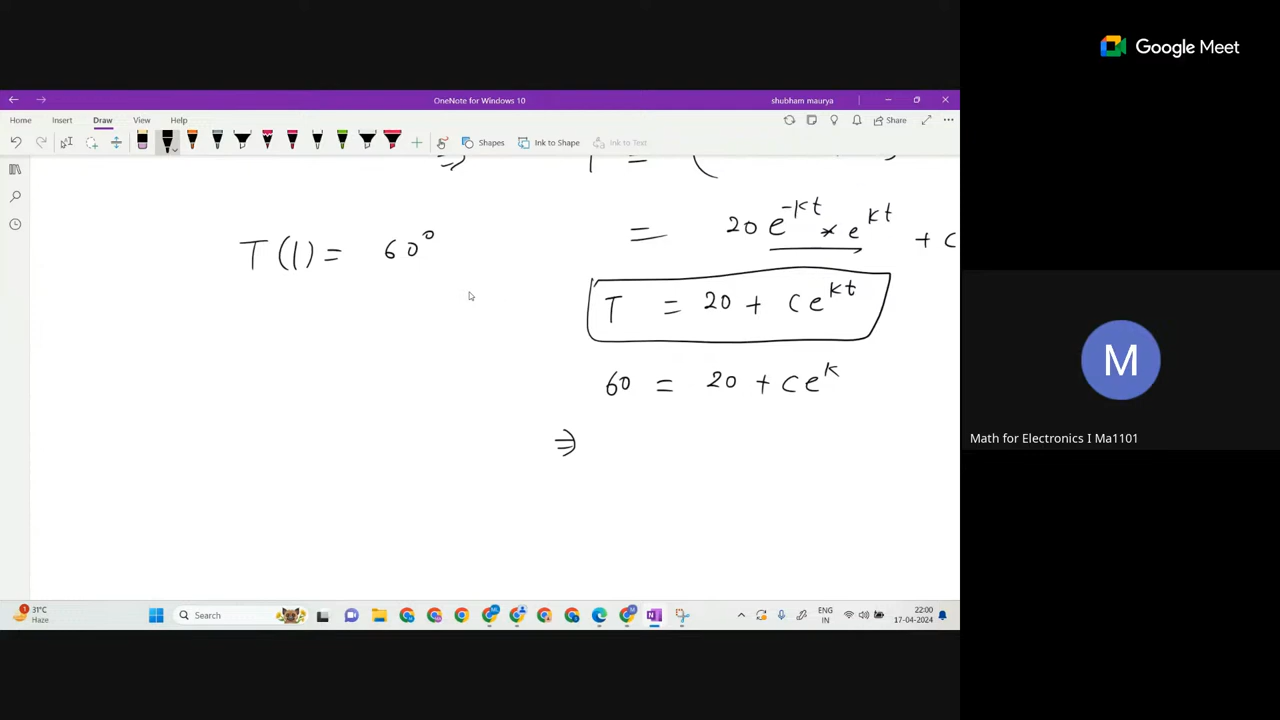 Google Meet
OneNote for Windows 10
shubham maurya
Home Insert Draw View Help
Share
Shapes Ink to Shape Ink to Text
= 20 e^{-kt} * e^{kt} + C
T(1) = 60°
T = 20 + C e^{kt}
60 = 20 + C e^{k}
⇒
Math for Electronics I Ma1101
1 31°C
Haze
Search
ENG
IN
22:00
17-04-2024
M